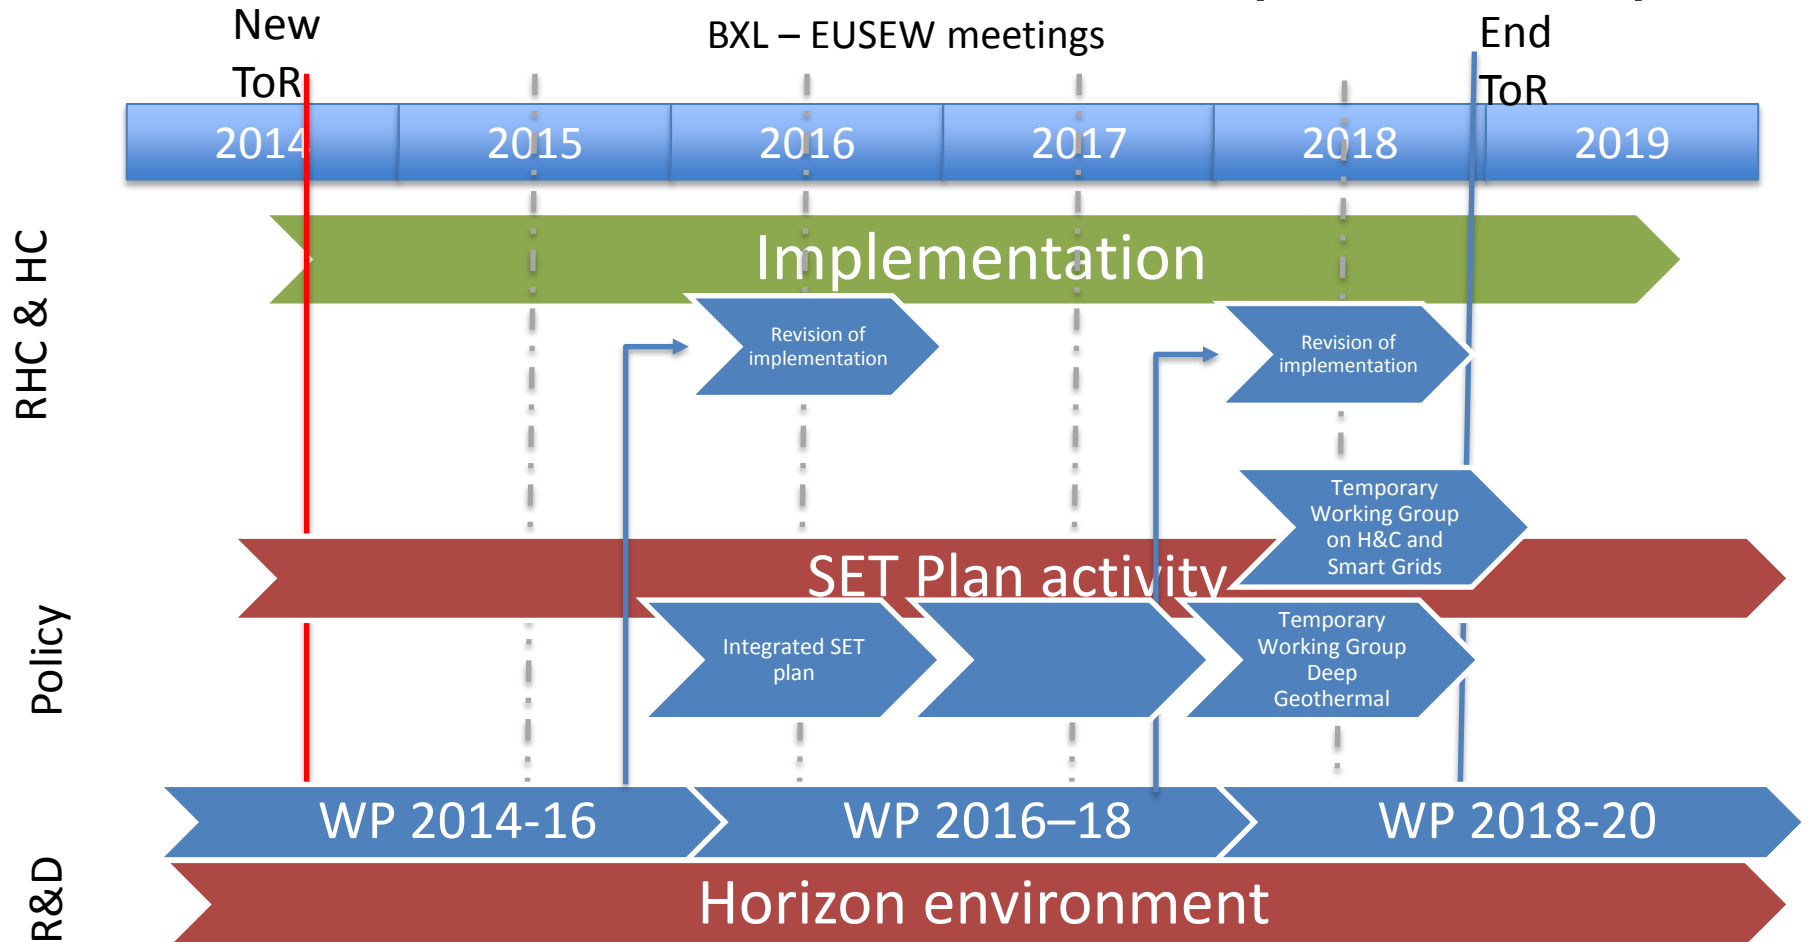 New
ToR
BXL – EUSEW meetings
End
ToR
2014
2015
2016
2017
2018
2019
RHC & HC
Implementation
Revision of
implementation
Revision of
implementation
Temporary
Working Group
on H&C and
Smart Grids
Policy
SET Plan activity
Integrated SET
plan
Temporary
Working Group
Deep
Geothermal
R&D
WP 2014-16
WP 2016–18
WP 2018-20
Horizon environment